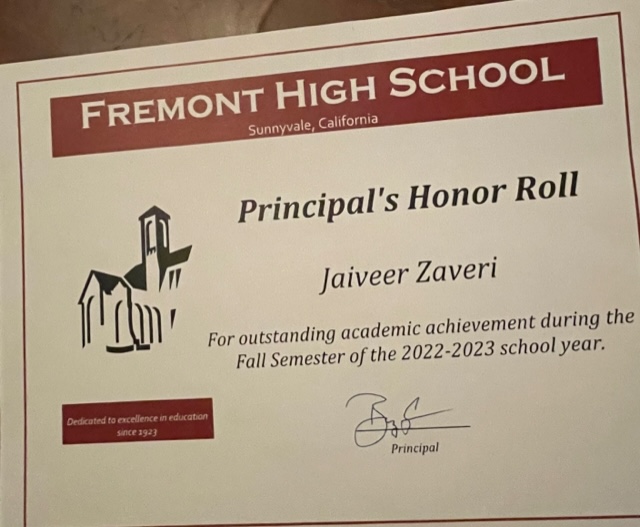 FREMONT HIGH SCHOOL
Sunnyvale, California
Principal's Honor Roll
Jaiveer Zaveri
For outstanding academic achievement during the
Fall Semester of the 2022-2023 school year.
Dedicated to excellence in education
since 1923
Principal